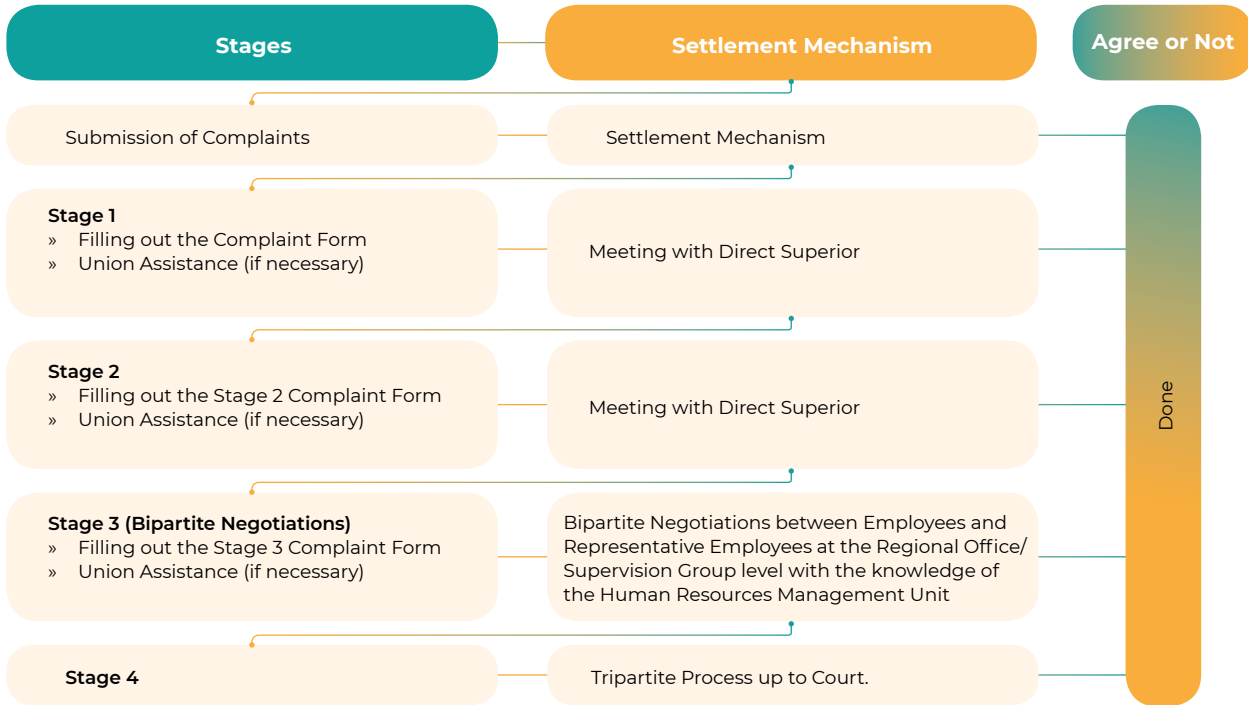 Stages
Settlement Mechanism
Agree or Not
Submission of Complaints
Settlement Mechanism
Stage 1
» Filling out the Complaint Form
» Union Assistance (if necessary)
Meeting with Direct Superior
Stage 2
» Filling out the Stage 2 Complaint Form
» Union Assistance (if necessary)
Meeting with Direct Superior
Stage 3 (Bipartite Negotiations)
» Filling out the Stage 3 Complaint Form
» Union Assistance (if necessary)
Bipartite Negotiations between Employees and
Representative Employees at the Regional Office/
Supervision Group level with the knowledge of
the Human Resources Management Unit
Stage 4
Tripartite Process up to Court.
Done